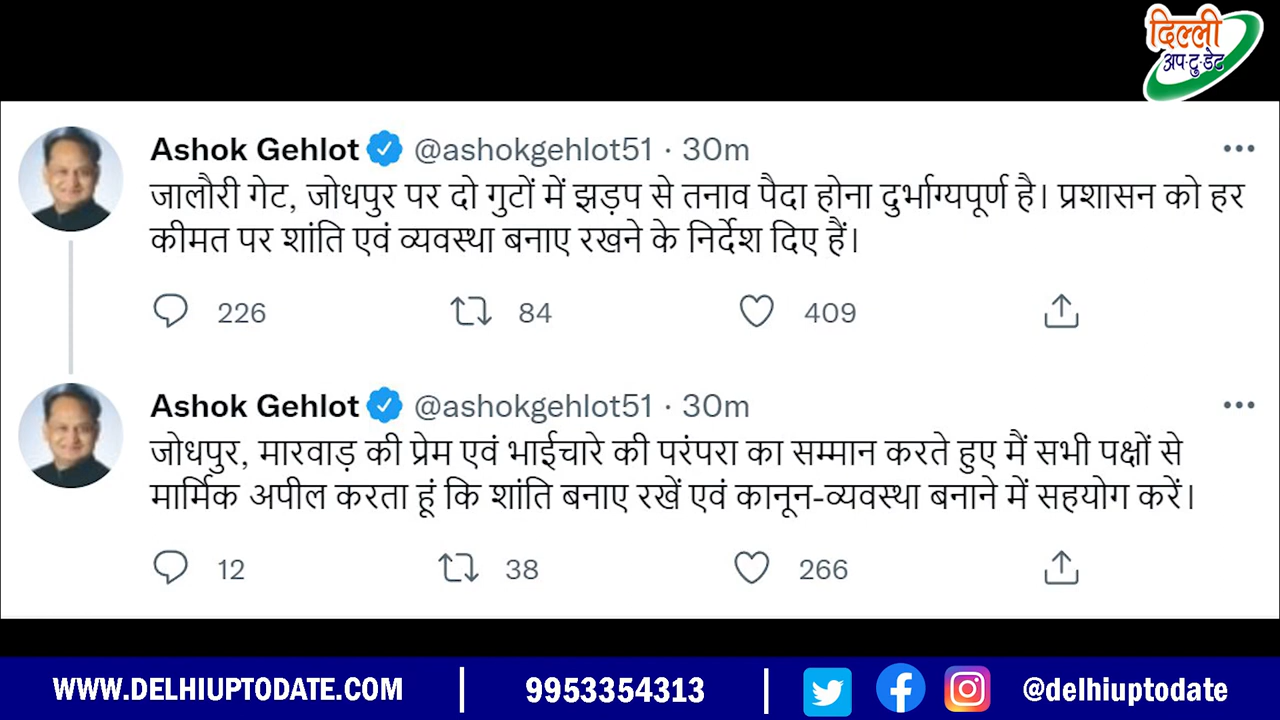 दिल्ली
अप-टु-डेट
Ashok Gehlot @ashokgehlot51 · 30m
जालौरी गेट, जोधपुर पर दो गुटों में झड़प से तनाव पैदा होना दुर्भाग्यपूर्ण है। प्रशासन को हर
कीमत पर शांति एवं व्यवस्था बनाए रखने के निर्देश दिए हैं।
226 84 409
Ashok Gehlot @ashokgehlot51 · 30m
जोधपुर, मारवाड़ की प्रेम एवं भाईचारे की परंपरा का सम्मान करते हुए मैं सभी पक्षों से
मार्मिक अपील करता हूं कि शांति बनाए रखें एवं कानून-व्यवस्था बनाने में सहयोग करें।
12 38 266
WWW.DELHIUPTODATE.COM | 9953354313 | @delhiuptodate